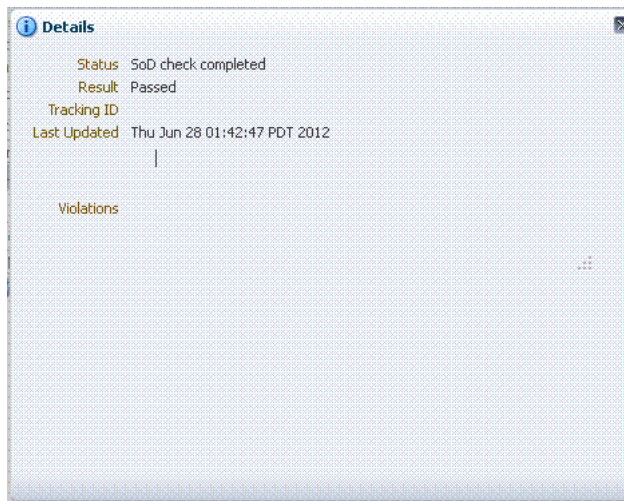 Details
Status SoD check completed
Result Passed
Tracking ID
Last Updated Thu Jun 28 01:42:47 PDT 2012
Violations